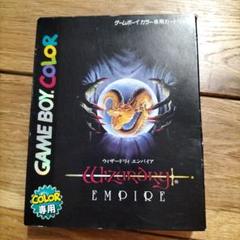 ゲームボーイカラー専用カートリッジ
GAME BOY COLOR
ウィザードリィ エンパイア
Wizardry
EMPIRE
COLOR
専用